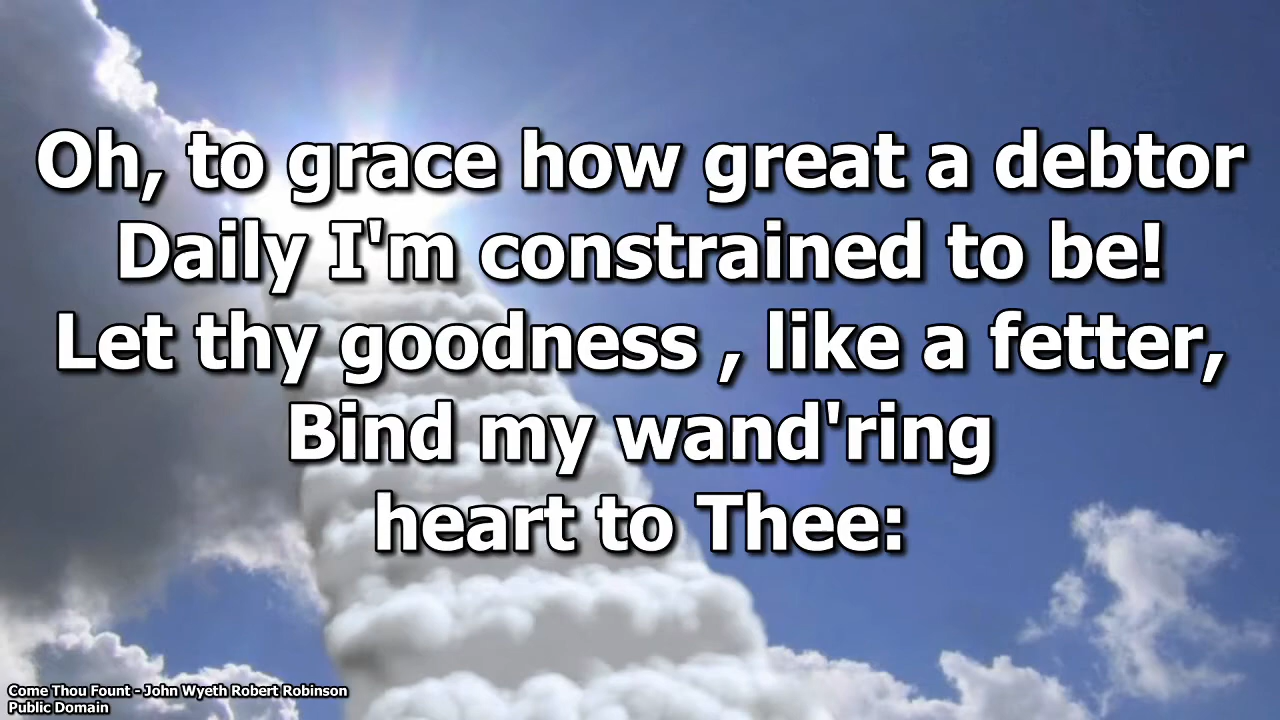 Oh, to grace how great a debtor
Daily I'm constrained to be!
Let thy goodness , like a fetter,
Bind my wand'ring
heart to Thee:
Come Thou Fount - John Wyeth Robert Robinson
Public Domain